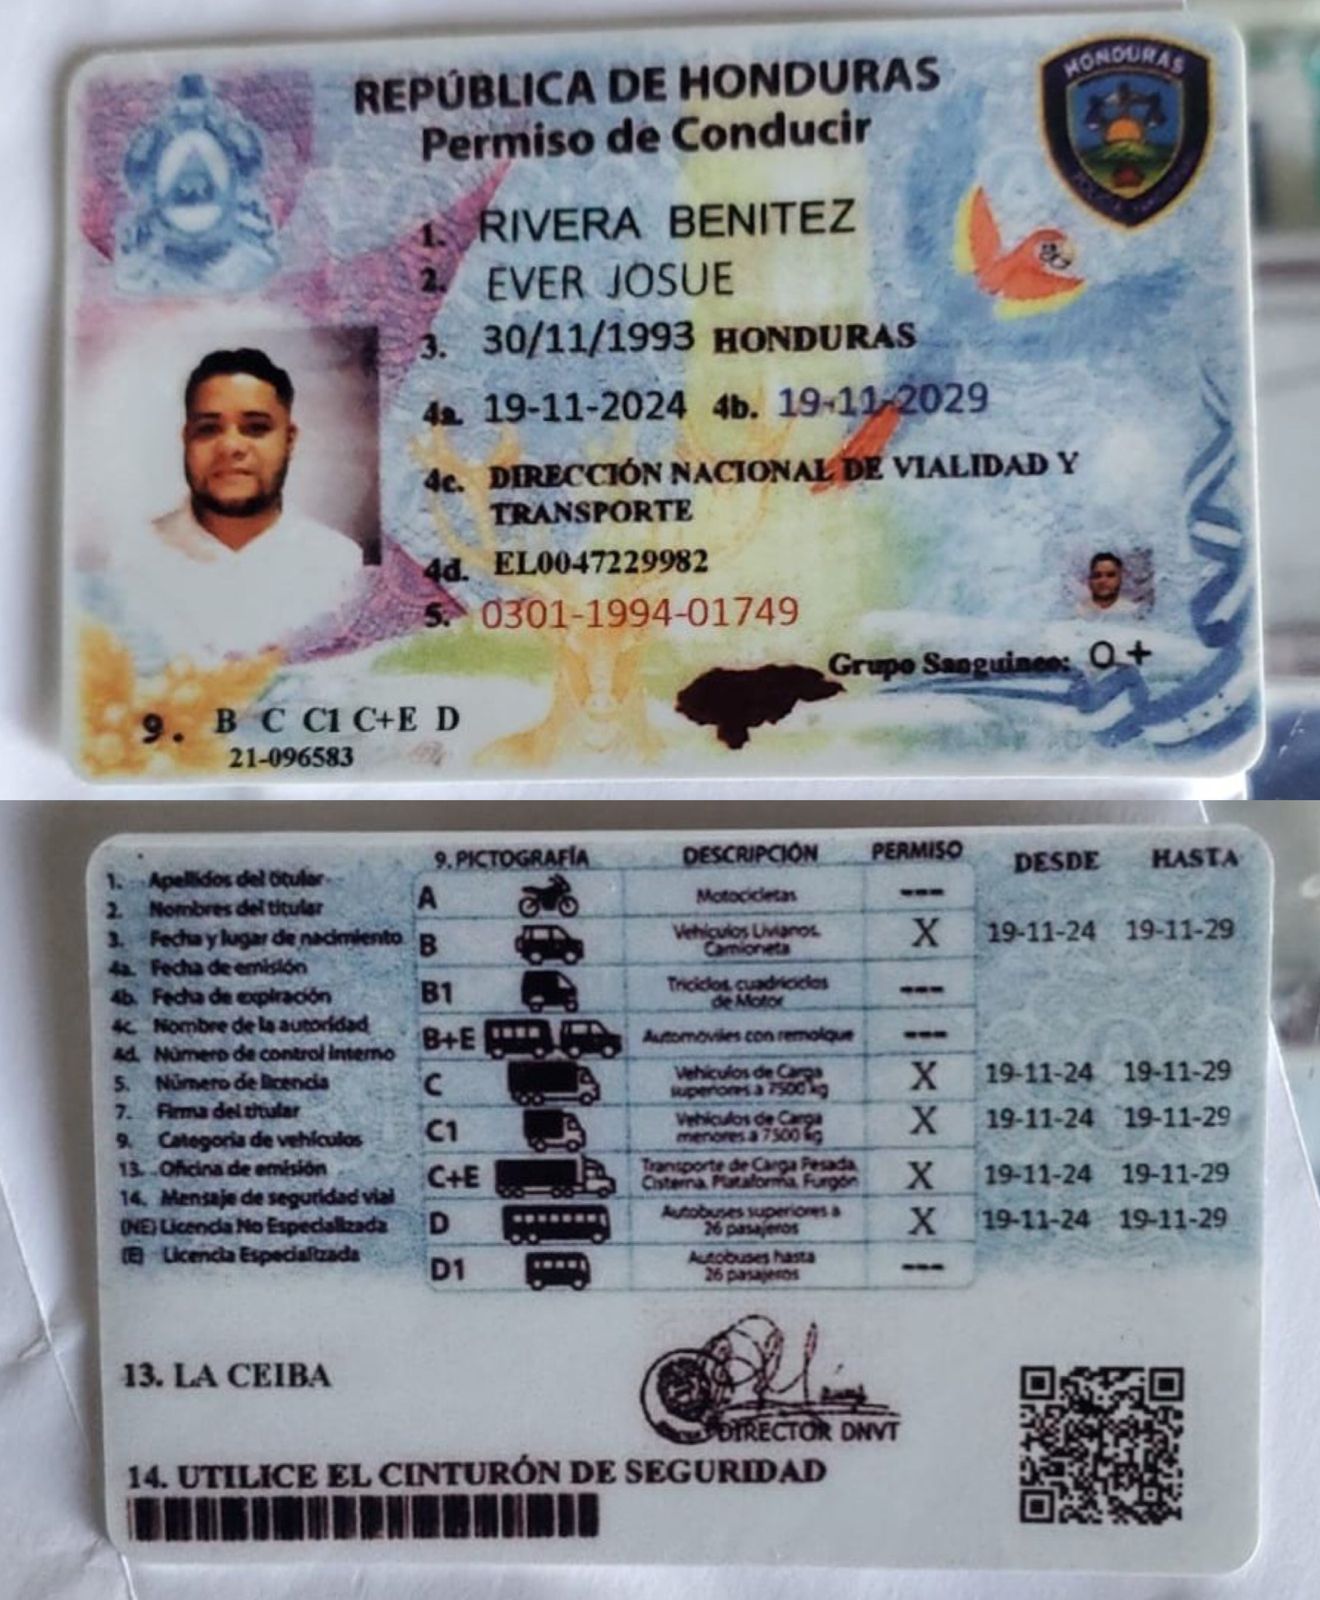 REPÚBLICA DE HONDURAS
Permiso de Conducir
HONDURAS
1. RIVERA BENITEZ
2. EVER JOSUE
3. 30/11/1993 HONDURAS
4a. 19-11-2024 4b. 19-11-2029
4c. DIRECCIÓN NACIONAL DE VIALIDAD Y
TRANSPORTE
4d. EL0047229982
5. 0301-1994-01749
Grupo Sanguineo: O+
9. B C C1 C+E D
21-096583
1. Apellidos del titular
2. Nombres del titular
3. Fecha y lugar de nacimiento
4a. Fecha de emisión
4b. Fecha de expiración
4c. Nombre de la autoridad
4d. Número de control interno
5. Número de licencia
7. Firma del titular
9. Categoria de vehículos
13. Oficina de emisión
14. Mensaje de seguridad vial
(NE) Licencia No Especializada
(E) Licencia Especializada
9. PICTOGRAFÍA DESCRIPCIÓN PERMISO DESDE HASTA
A Motocicletas ---
B Vehículos Livianos, Camioneta X 19-11-24 19-11-29
B1 Triciclos, cuadriciclos de Motor ---
B+E Automóviles con remolque ---
C Vehículos de Carga superiores a 7500 kg X 19-11-24 19-11-29
C1 Vehículos de Carga menores a 7500 kg X 19-11-24 19-11-29
C+E Transporte de Carga Pesada, Cisterna, Plataforma, Furgón X 19-11-24 19-11-29
D Autobuses superiores a 26 pasajeros X 19-11-24 19-11-29
D1 Autobuses hasta 26 pasajeros ---
13. LA CEIBA
DIRECTOR DNVT
14. UTILICE EL CINTURÓN DE SEGURIDAD